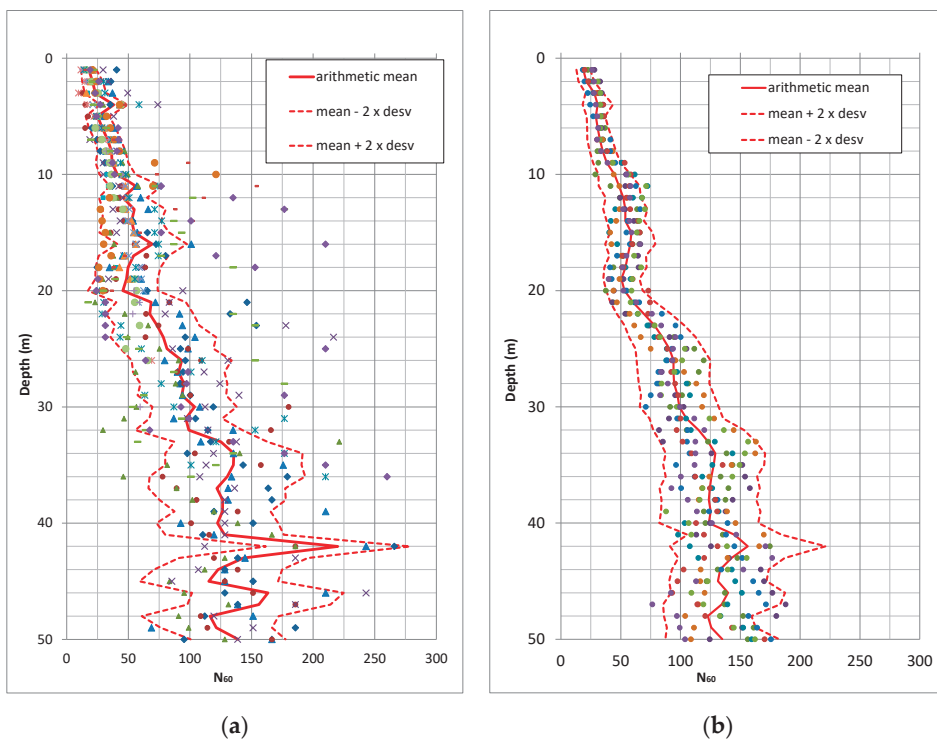 0
10
20
30
40
50
0 50 100 150 200 250 300
Depth (m)
N60
arithmetic mean
mean - 2 x desv
mean + 2 x desv
(a)
0
10
20
30
40
50
0 50 100 150 200 250 300
Depth (m)
N60
arithmetic mean
mean + 2 x desv
mean - 2 x desv
(b)